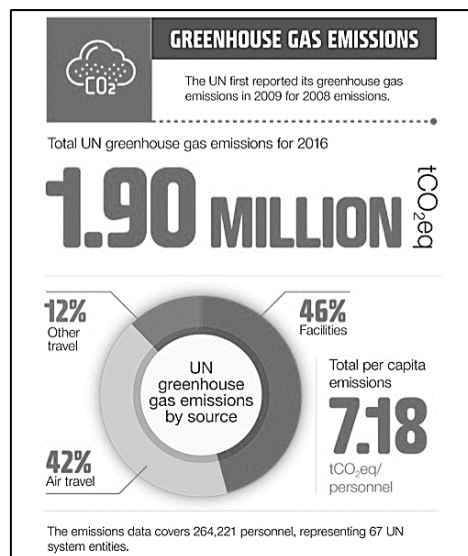 CO₂
GREENHOUSE GAS EMISSIONS
The UN first reported its greenhouse gas
emissions in 2009 for 2008 emissions.
Total UN greenhouse gas emissions for 2016
1.90 MILLION tCO₂eq
12%
Other
travel
46%
Facilities
UN
greenhouse
gas emissions
by source
42%
Air travel
Total per capita
emissions
7.18
tCO₂eq/
personnel
The emissions data covers 264,221 personnel, representing 67 UN
system entities.